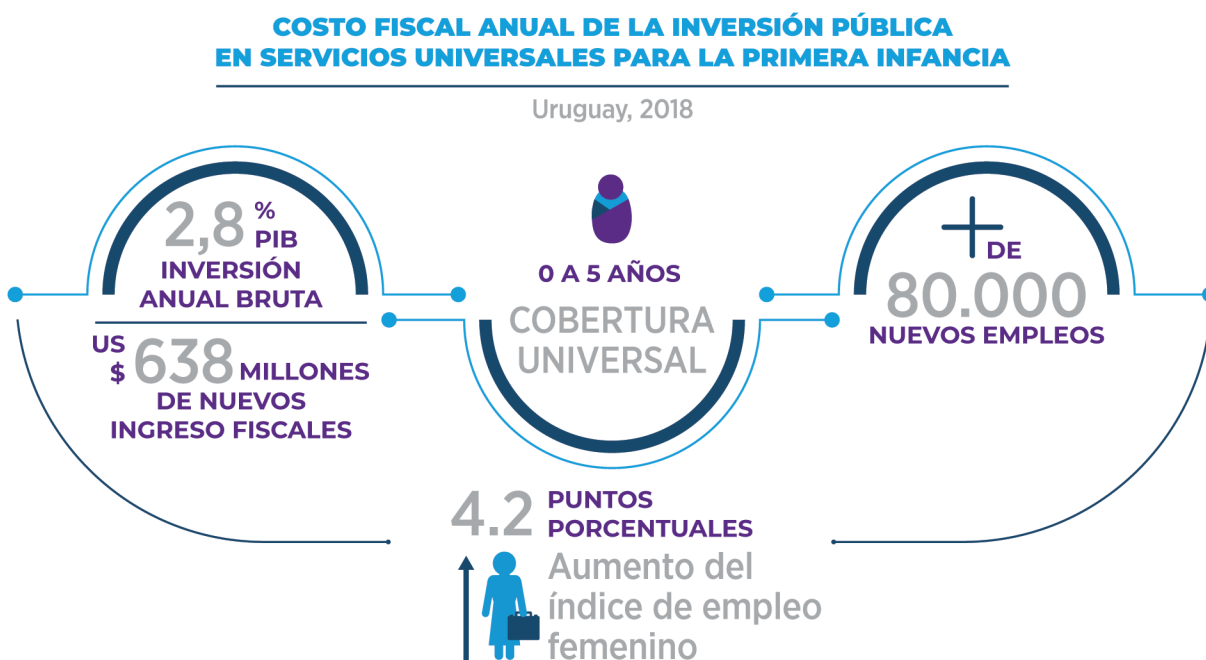 COSTO FISCAL ANUAL DE LA INVERSIÓN PÚBLICA
EN SERVICIOS UNIVERSALES PARA LA PRIMERA INFANCIA
Uruguay, 2018
2,8 % PIB
INVERSIÓN
ANUAL BRUTA
US $ 638 MILLONES
DE NUEVOS
INGRESO FISCALES
0 A 5 AÑOS
COBERTURA
UNIVERSAL
+ DE
80.000
NUEVOS EMPLEOS
4.2 PUNTOS
PORCENTUALES
Aumento del
índice de empleo
femenino